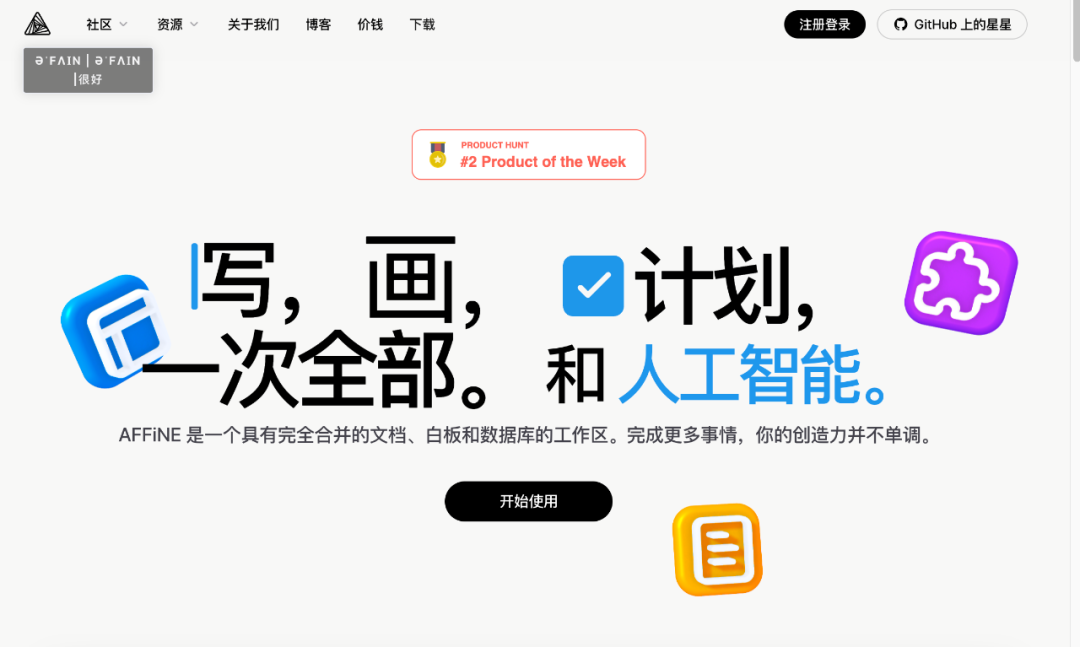 社区 资源 关于我们 博客 价钱 下载 注册登录 GitHub 上的星星
əˈFΛIN | əˈFΛIN
|很好
PRODUCT HUNT
#2 Product of the Week
写, 画, 计划,
一次全部。 和 人工智能。
AFFiNE 是一个具有完全合并的文档、白板和数据库的工作区。完成更多事情，你的创造力并不单调。
开始使用